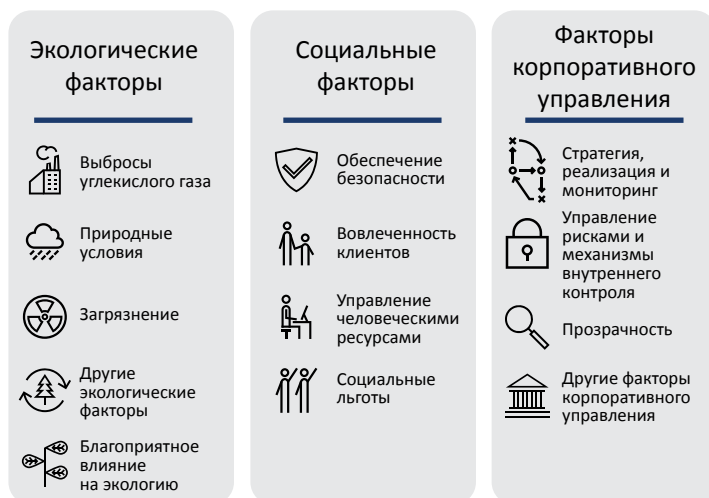 Экологические
факторы
Выбросы
углекислого газа
Природные
условия
Загрязнение
Другие
экологические
факторы
Благоприятное
влияние
на экологию
Социальные
факторы
Обеспечение
безопасности
Вовлеченность
клиентов
Управление
человеческими
ресурсами
Социальные
льготы
Факторы
корпоративного
управления
Стратегия,
реализация и
мониторинг
Управление
рисками и
механизмы
внутреннего
контроля
Прозрачность
Другие факторы
корпоративного
управления